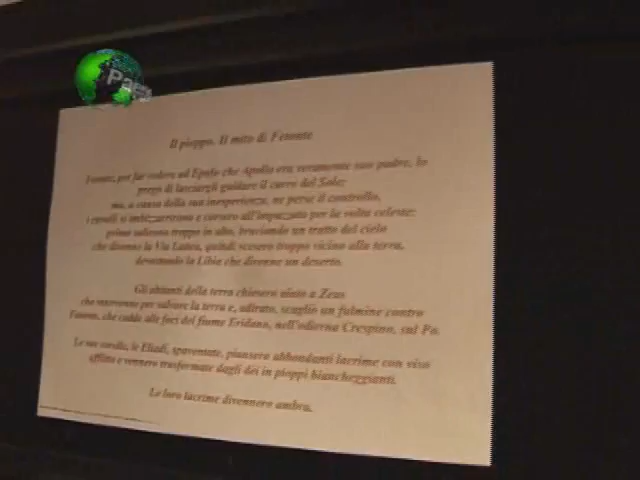 Il pioppo. Il mito di Fetonte
Fetonte, per far vedere ad Epafo che Apollo era veramente suo padre, lo
prega di lasciargli guidare il carro del Sole;
ma, a causa della sua inesperienza, ne perse il controllo,
i cavalli si imbizzarrirono e corsero all'impazzata per la volta celeste:
prima salirono troppo in alto, bruciando un tratto del cielo
che divenne la Via Lattea, quindi scesero troppo vicino alla terra,
devastando la Libia che divenne un deserto.
Gli abitanti della terra chiesero aiuto a Zeus
che intervenne per salvare la terra e, adirato, scagliò un fulmine contro
Fetonte, che cadde alle foci del fiume Eridano, nell'odierna Crespino, sul Po.
Le sue sorelle, le Eliadi, spaventate, piansero abbondanti lacrime con viso
afflitto e vennero trasformate dagli dei in pioppi biancheggianti.
Le loro lacrime divennero ambra.